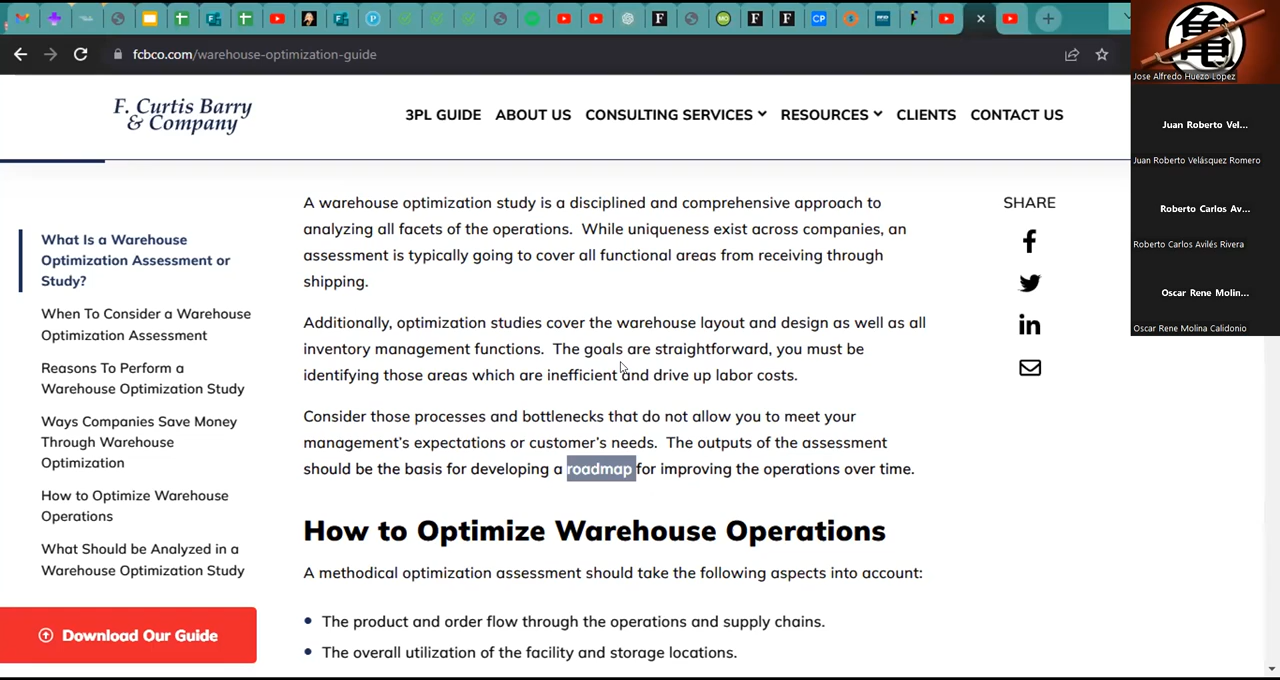 fcbco.com/warehouse-optimization-guide
F. Curtis Barry
& Company
3PL GUIDE ABOUT US CONSULTING SERVICES RESOURCES CLIENTS CONTACT US
What Is a Warehouse
Optimization Assessment or
Study?
When To Consider a Warehouse
Optimization Assessment
Reasons To Perform a
Warehouse Optimization Study
Ways Companies Save Money
Through Warehouse
Optimization
How to Optimize Warehouse
Operations
What Should be Analyzed in a
Warehouse Optimization Study
Download Our Guide
A warehouse optimization study is a disciplined and comprehensive approach to
analyzing all facets of the operations. While uniqueness exist across companies, an
assessment is typically going to cover all functional areas from receiving through
shipping.
Additionally, optimization studies cover the warehouse layout and design as well as all
inventory management functions. The goals are straightforward, you must be
identifying those areas which are inefficient and drive up labor costs.
Consider those processes and bottlenecks that do not allow you to meet your
management's expectations or customer's needs. The outputs of the assessment
should be the basis for developing a roadmap for improving the operations over time.
How to Optimize Warehouse Operations
A methodical optimization assessment should take the following aspects into account:
The product and order flow through the operations and supply chains.
The overall utilization of the facility and storage locations.
SHARE
亀
Jose Alfredo Huezo Lopez
Juan Roberto Vel...
Juan Roberto Velásquez Romero
Roberto Carlos Av...
Roberto Carlos Avilés Rivera
Oscar Rene Molin...
Oscar Rene Molina Calidonio